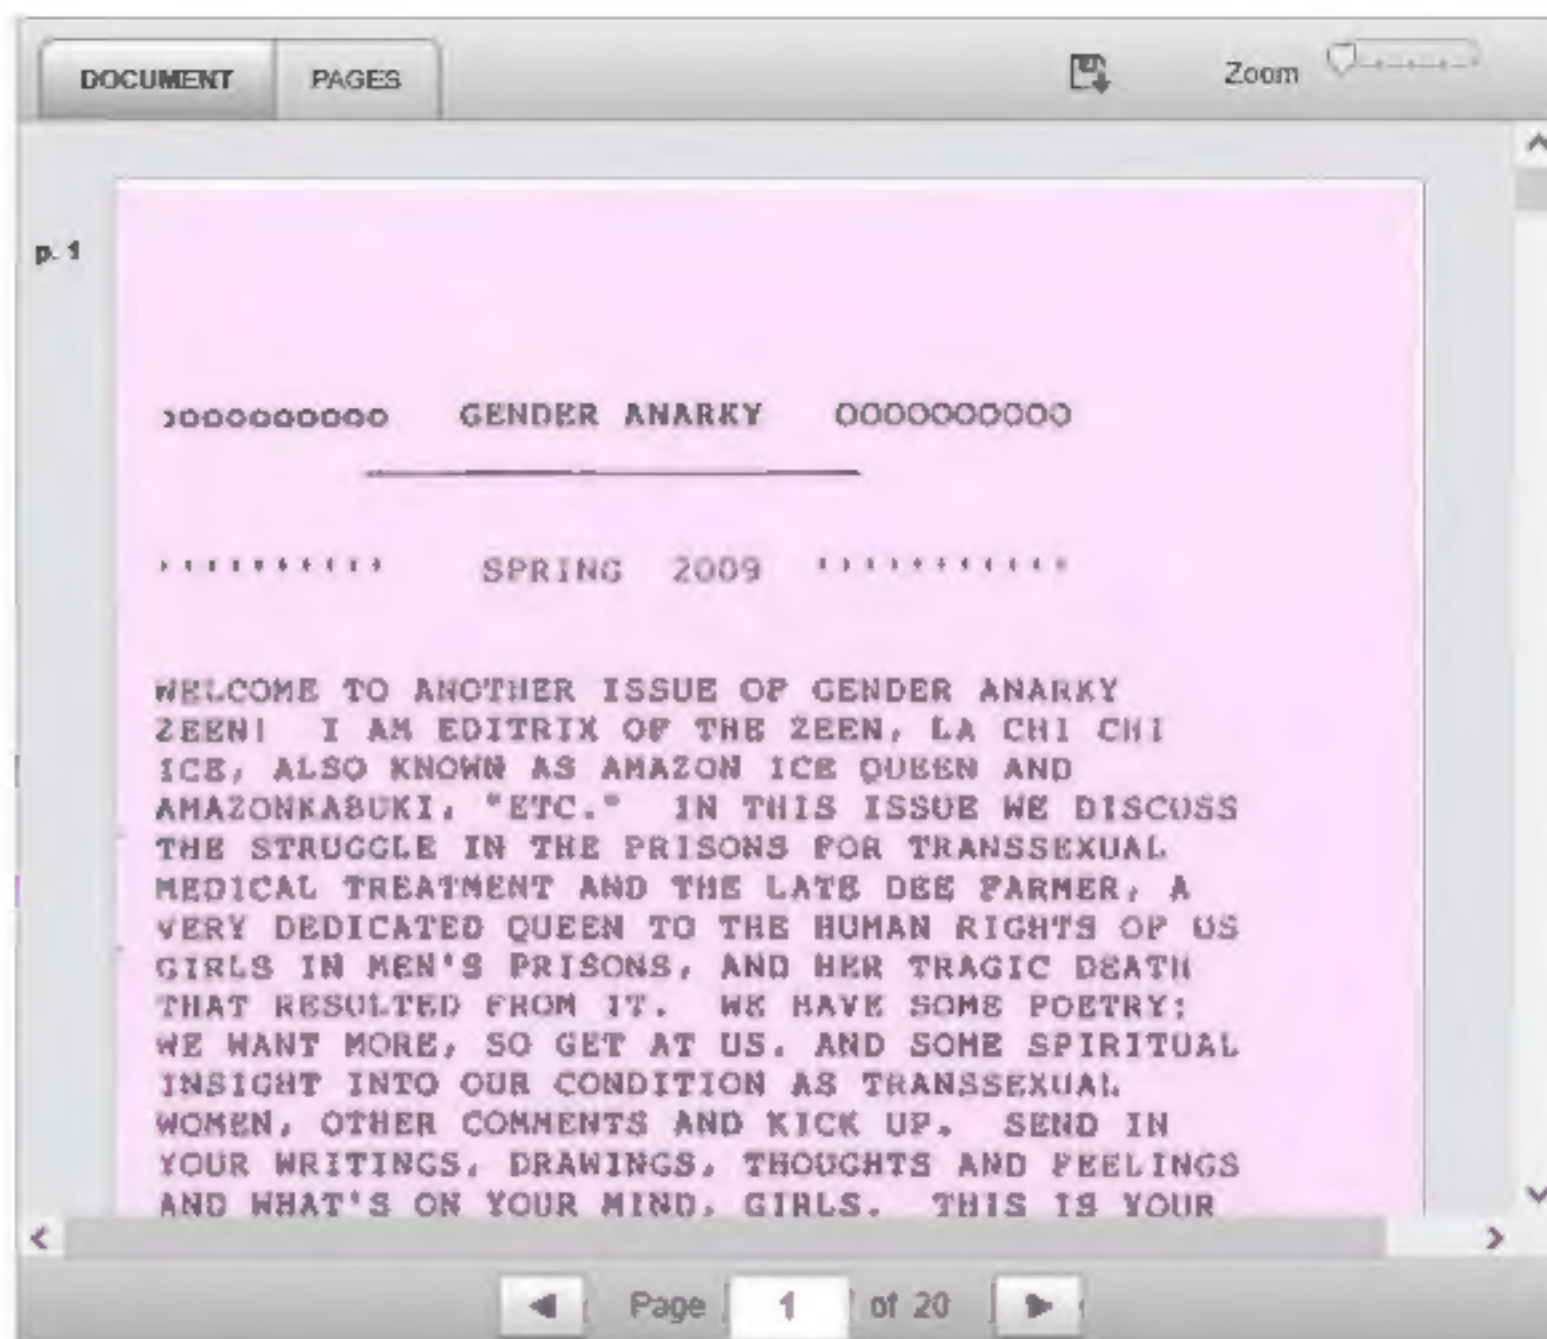 DOCUMENT PAGES Zoom
p. 1
OOOOOOOOOO GENDER ANARKY OOOOOOOOOO
'''''''''' SPRING 2009 '''''''''''
WELCOME TO ANOTHER ISSUE OF GENDER ANARKY
ZEEN! I AM EDITRIX OF THE ZEEN, LA CHI CHI
ICE, ALSO KNOWN AS AMAZON ICE QUEEN AND
AMAZONKABUKI, "ETC." IN THIS ISSUE WE DISCUSS
THE STRUGGLE IN THE PRISONS FOR TRANSSEXUAL
MEDICAL TREATMENT AND THE LATE DEE FARMER, A
VERY DEDICATED QUEEN TO THE HUMAN RIGHTS OF US
GIRLS IN MEN'S PRISONS, AND HER TRAGIC DEATH
THAT RESULTED FROM IT. WE HAVE SOME POETRY;
WE WANT MORE, SO GET AT US. AND SOME SPIRITUAL
INSIGHT INTO OUR CONDITION AS TRANSSEXUAL
WOMEN, OTHER COMMENTS AND KICK UP. SEND IN
YOUR WRITINGS, DRAWINGS, THOUGHTS AND FEELINGS
AND WHAT'S ON YOUR MIND, GIRLS. THIS IS YOUR
Page 1 of 20